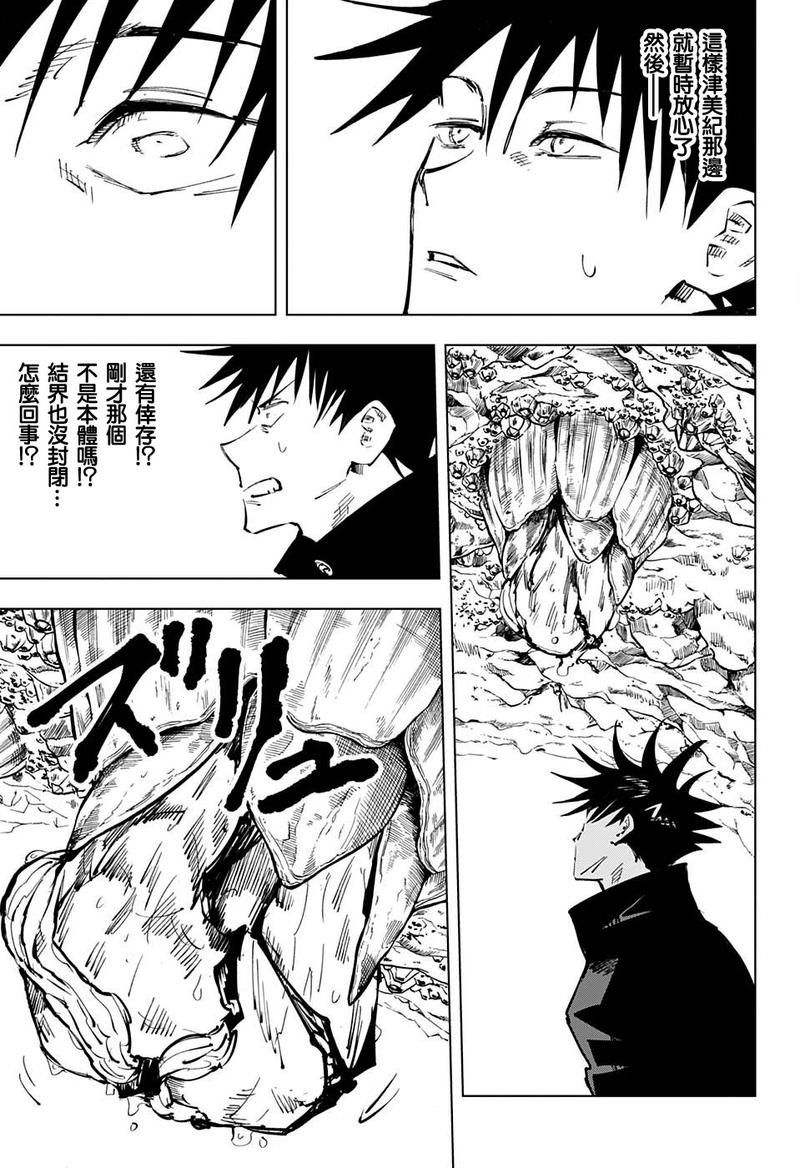 這樣津美紀那邊
就暫時放心了
然後——
還有倖存!?
剛才那個
不是本體嗎!?
結界也沒封閉…
怎麼回事!?
ズリュ